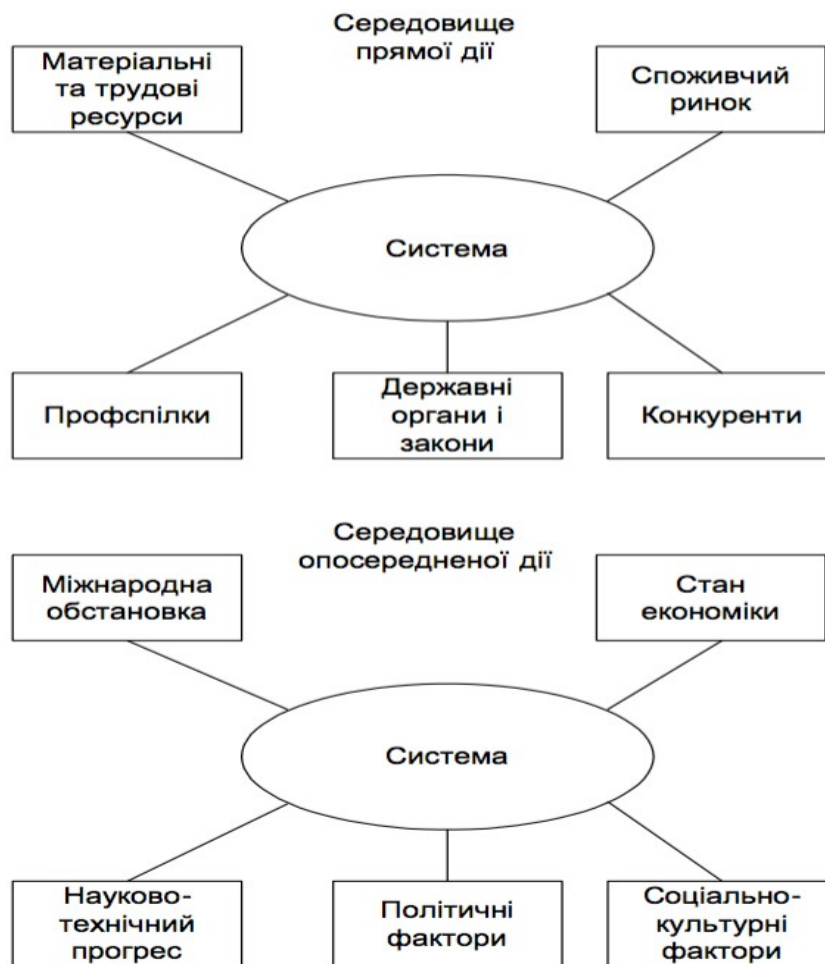 Середовище
прямої дії
Матеріальні
та трудові
ресурси
Споживчий
ринок
Система
Профспілки
Державні
органи і
закони
Конкуренти
Середовище
опосередненої дії
Міжнародна
обстановка
Стан
економіки
Система
Науково-
технічний
прогрес
Політичні
фактори
Соціально-
культурні
фактори